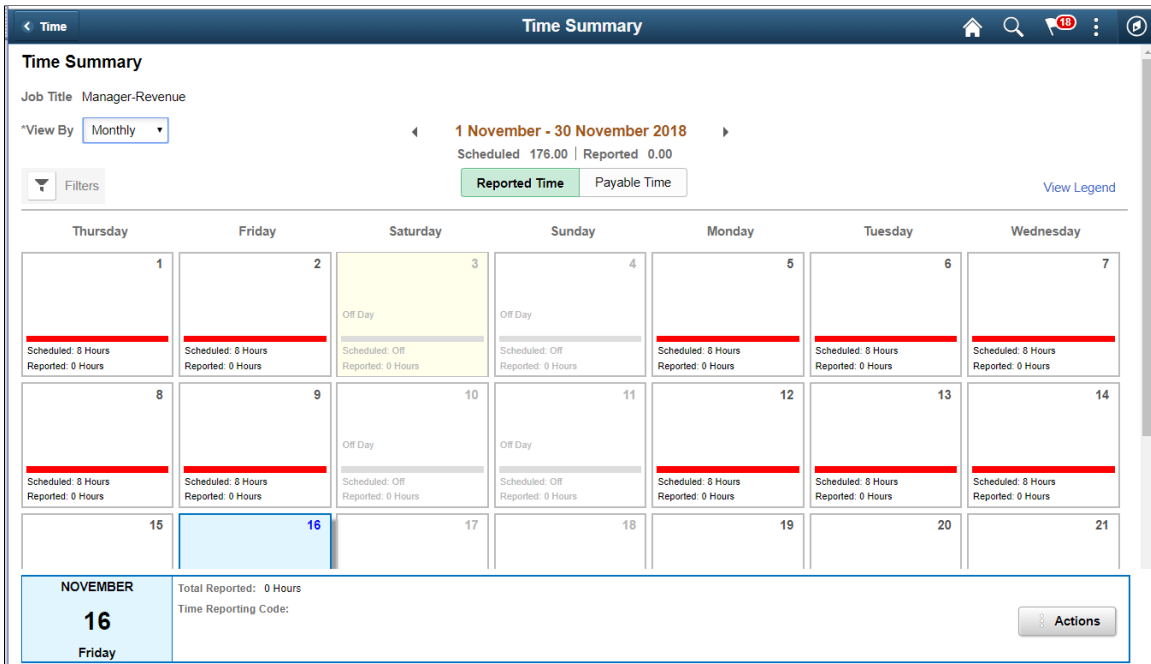 Time Time Summary 18
Time Summary
Job Title Manager-Revenue
*View By Monthly 1 November - 30 November 2018
Scheduled 176.00 | Reported 0.00
Filters Reported Time Payable Time View Legend
Thursday Friday Saturday Sunday Monday Tuesday Wednesday
1 2 3 4 5 6 7
Off Day Off Day
Scheduled: 8 Hours Scheduled: 8 Hours Scheduled: Off Scheduled: Off Scheduled: 8 Hours Scheduled: 8 Hours Scheduled: 8 Hours
Reported: 0 Hours Reported: 0 Hours Reported: 0 Hours Reported: 0 Hours Reported: 0 Hours Reported: 0 Hours Reported: 0 Hours
8 9 10 11 12 13 14
Off Day Off Day
Scheduled: 8 Hours Scheduled: 8 Hours Scheduled: Off Scheduled: Off Scheduled: 8 Hours Scheduled: 8 Hours Scheduled: 8 Hours
Reported: 0 Hours Reported: 0 Hours Reported: 0 Hours Reported: 0 Hours Reported: 0 Hours Reported: 0 Hours Reported: 0 Hours
15 16 17 18 19 20 21
NOVEMBER Total Reported: 0 Hours
Time Reporting Code:
16 Actions
Friday